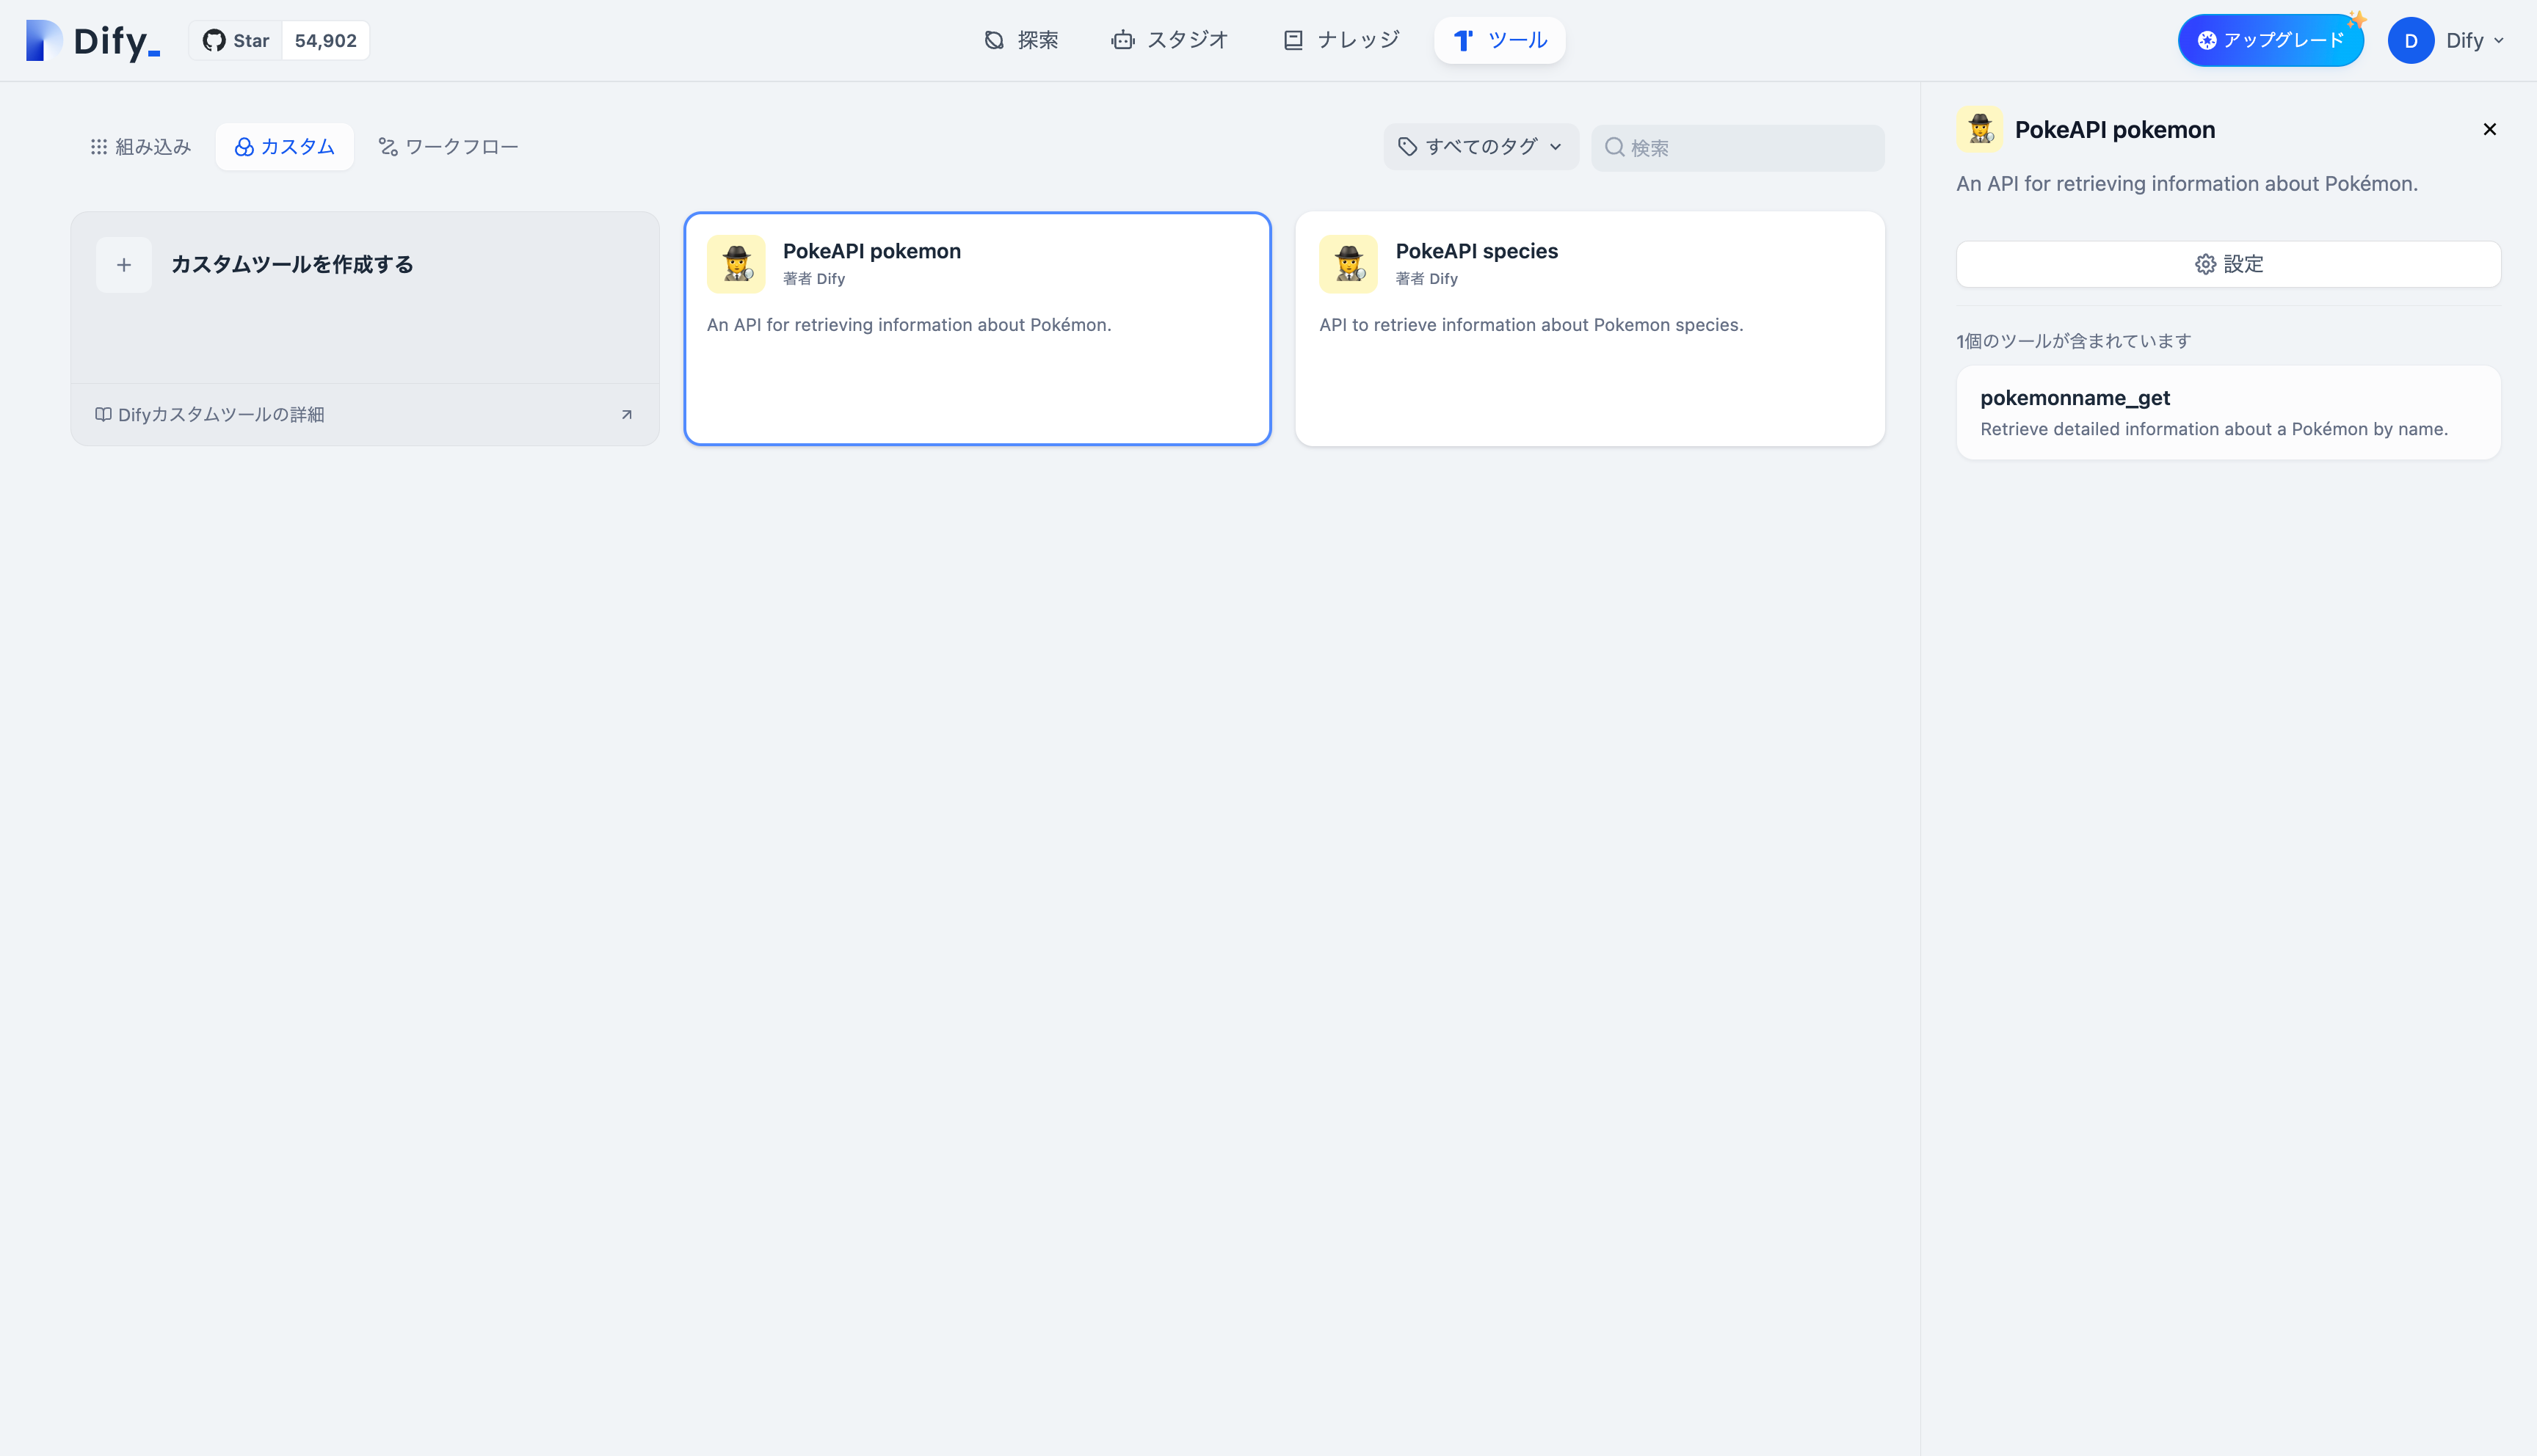 Dify_
Star 54,902
探索
スタジオ
ナレッジ
ツール
アップグレード
D
Dify
組み込み
カスタム
ワークフロー
すべてのタグ
検索
カスタムツールを作成する
Difyカスタムツールの詳細
PokeAPI pokemon
著者 Dify
An API for retrieving information about Pokémon.
PokeAPI species
著者 Dify
API to retrieve information about Pokemon species.
PokeAPI pokemon
An API for retrieving information about Pokémon.
設定
1個のツールが含まれています
pokemonname_get
Retrieve detailed information about a Pokémon by name.